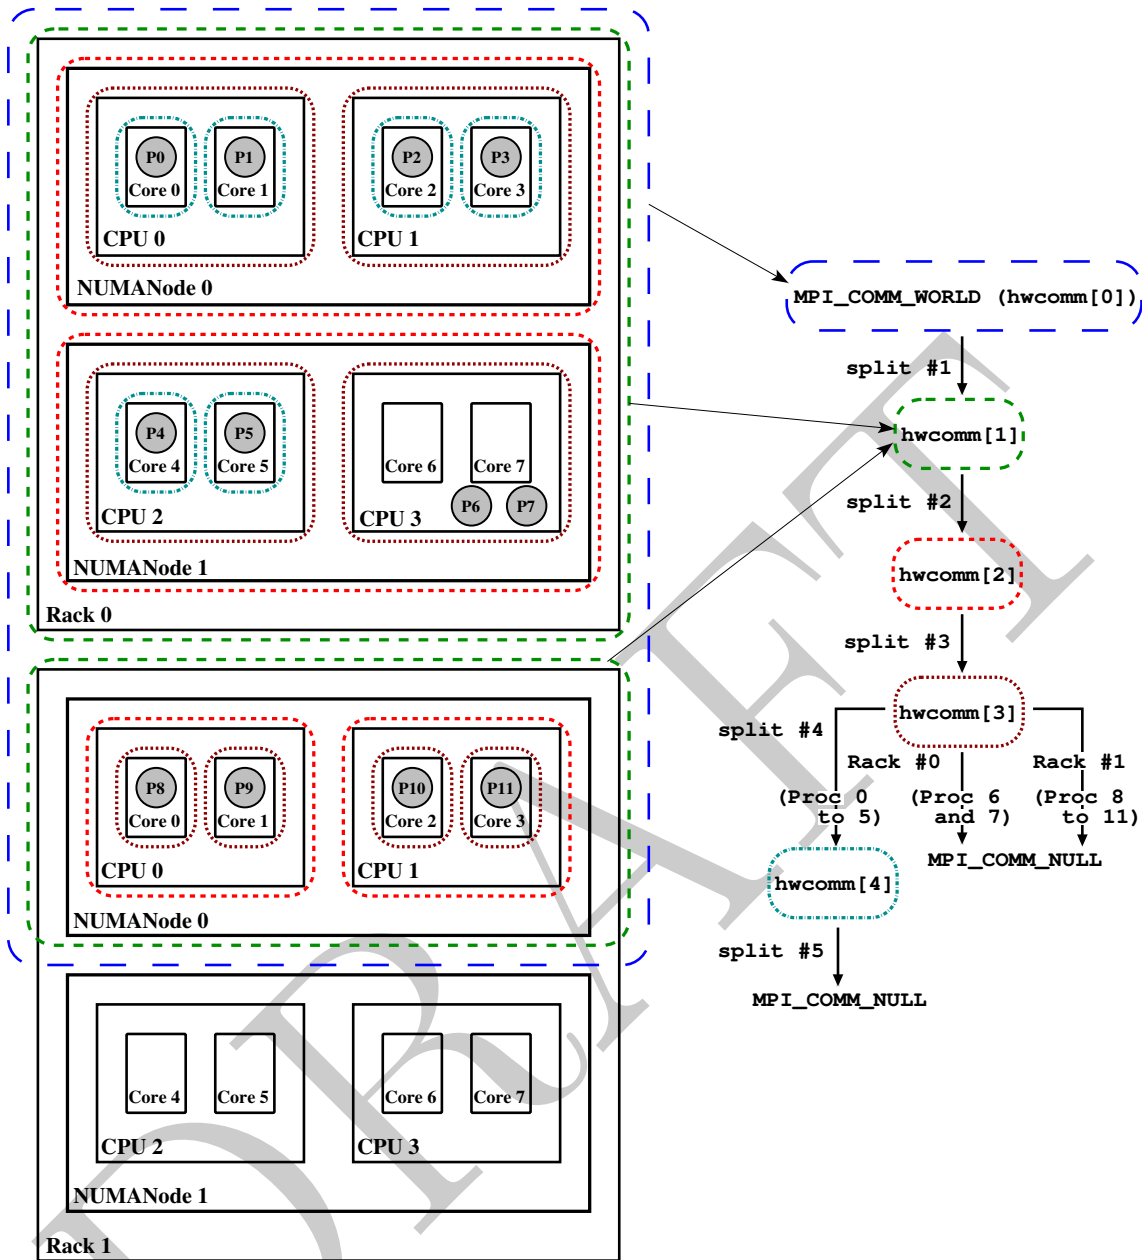 P0
Core 0
P1
Core 1
CPU 0
P2
Core 2
P3
Core 3
CPU 1
NUMANode 0
P4
Core 4
P5
Core 5
CPU 2
Core 6
Core 7
P6
P7
CPU 3
NUMANode 1
Rack 0
P8
Core 0
P9
Core 1
CPU 0
P10
Core 2
P11
Core 3
CPU 1
NUMANode 0
Core 4
Core 5
CPU 2
Core 6
Core 7
CPU 3
NUMANode 1
Rack 1
MPI_COMM_WORLD (hwcomm[0])
split #1
hwcomm[1]
split #2
hwcomm[2]
split #3
hwcomm[3]
split #4
Rack #0
Rack #1
(Proc 0
to 5)
(Proc 6
and 7)
(Proc 8
to 11)
MPI_COMM_NULL
hwcomm[4]
split #5
MPI_COMM_NULL
DRAFT